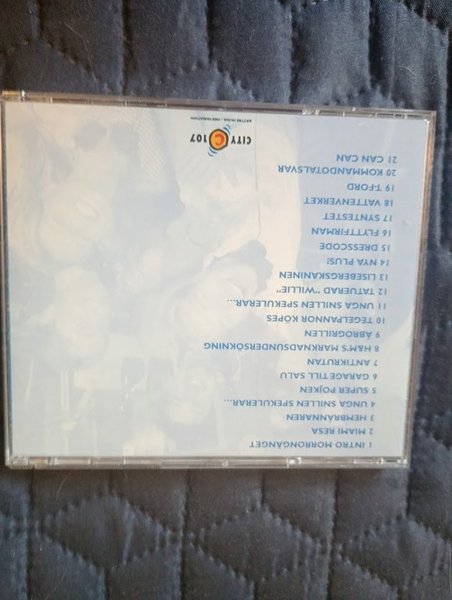 1 INTRO MORRONGÄNGET
2 MIAMI RESA
3 HEMBRÄNNAREN
4 UNGA SNILLEN SPEKULERAR...
5 SUPER POJKEN
6 GARAGE TILL SALU
7 ANTIKRUTAN
8 H&M'S MARKNADSUNDERSÖKNING
9 ÅBROGRILLEN
10 TEGELPANNOR KÖPES
11 UNGA SNILLEN SPEKULERAR...
12 TATUERAD "WILLIE"
13 LISEBERGSKANINEN
14 NYA PLUS!
15 DRESSCODE
16 FLYTTFIRMAN
17 SYNTESTET
18 VATTENVERKET
19 T-FORD
20 KOMMANDOTALSVAR
21 CAN CAN
CITY C 107